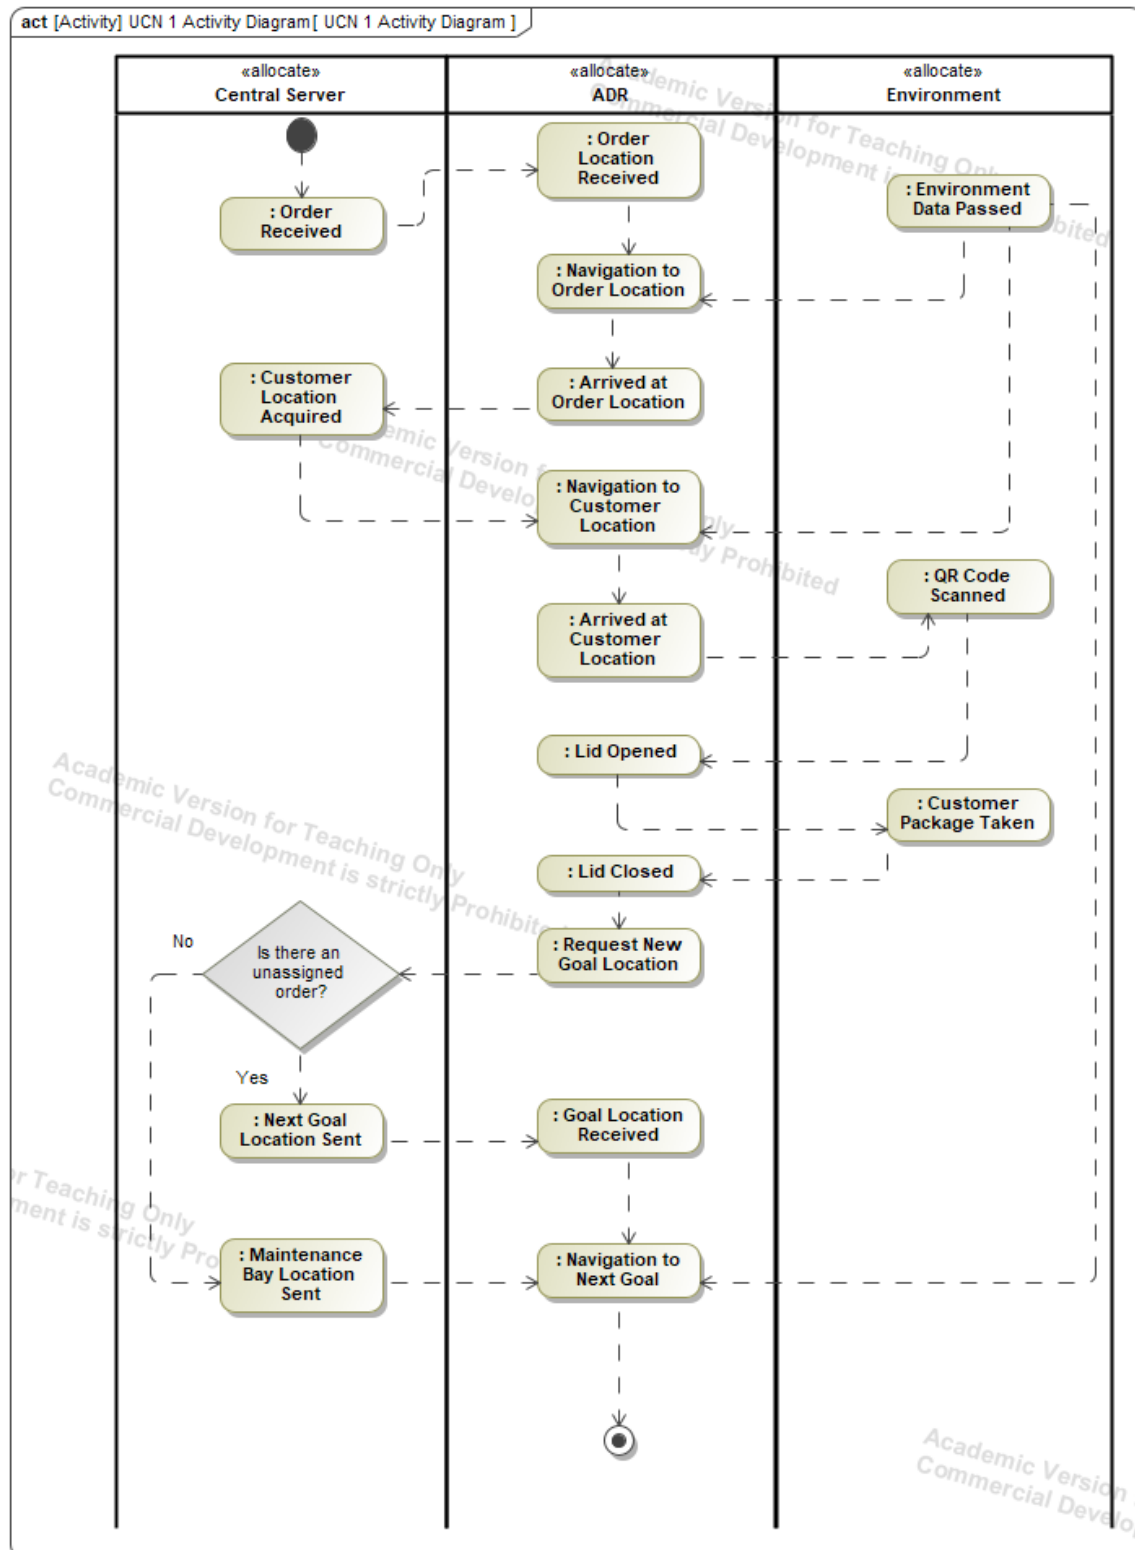 act [Activity] UCN 1 Activity Diagram[ UCN 1 Activity Diagram ]
«allocate»
Central Server
«allocate»
ADR
«allocate»
Environment
: Order
Location
Received
: Environment
Data Passed
: Order
Received
: Navigation to
Order Location
: Customer
Location
Acquired
: Arrived at
Order Location
: Navigation to
Customer
Location
: QR Code
Scanned
: Arrived at
Customer
Location
: Lid Opened
: Customer
Package Taken
: Lid Closed
No
Is there an
unassigned
order?
: Request New
Goal Location
Yes
: Next Goal
Location Sent
: Goal Location
Received
: Maintenance
Bay Location
Sent
: Navigation to
Next Goal
Academic Version for Teaching Only
Commercial Development is strictly Prohibited
Academic Version
Commercial